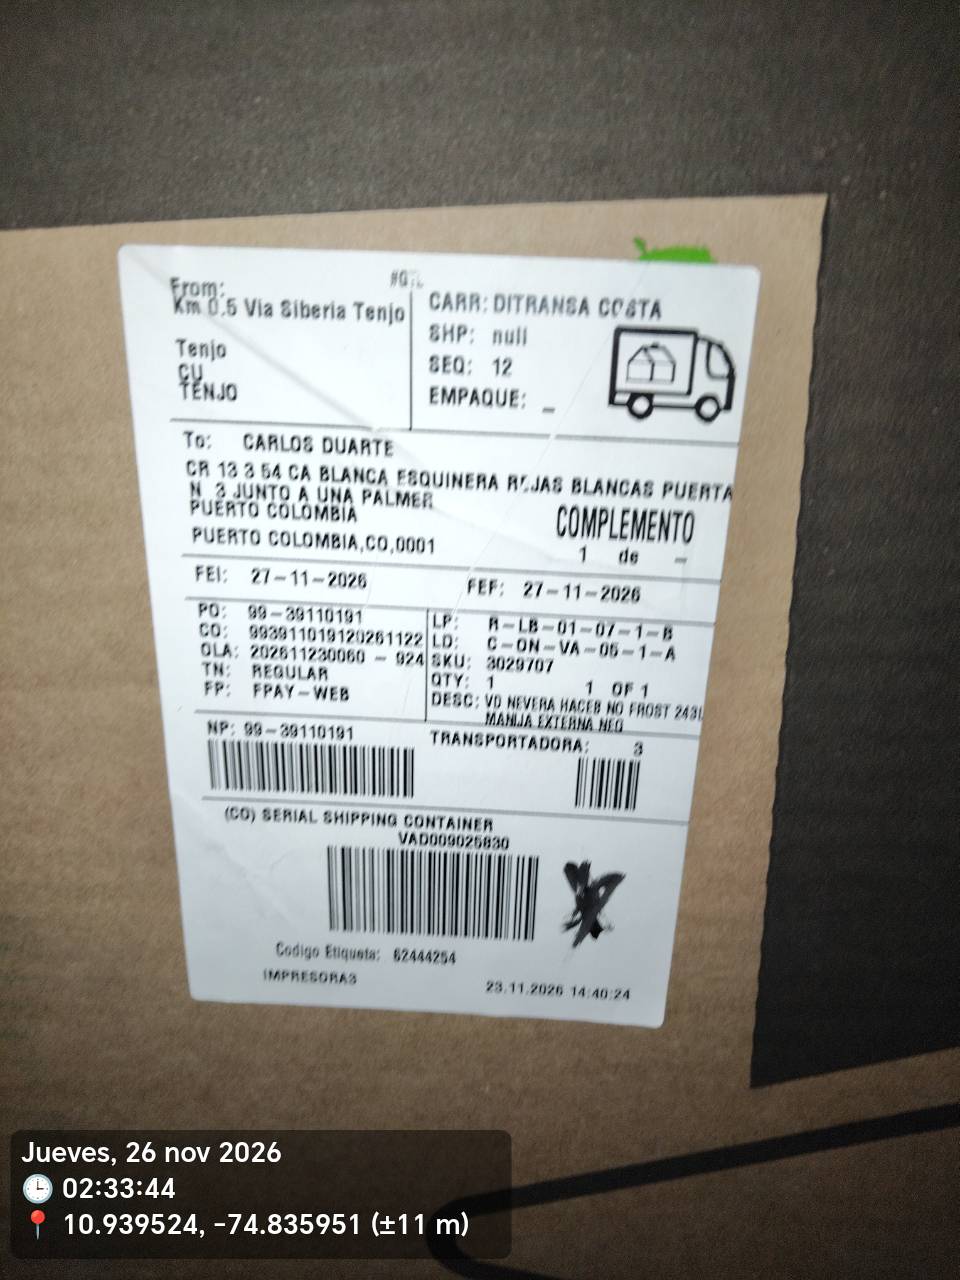 From:
Km 0.5 Via Siberia Tenjo
Tenjo
CU
TENJO
CARR: DITRANSA COSTA
SHP: null
SEQ: 12
EMPAQUE: _
To: CARLOS DUARTE
CR 13 3 54 CA BLANCA ESQUINERA REJAS BLANCAS PUERTA
N 3 JUNTO A UNA PALMER
PUERTO COLOMBIA
PUERTO COLOMBIA,CO,0001
COMPLEMENTO
1 de -
FEI: 27-11-2026
FEF: 27-11-2026
PO: 99-39110191
CO: 993911019120261122
OLA: 202611230060 - 924
TN: REGULAR
FP: FPAY-WEB
LP: R-LB-01-07-1-B
LD: C-ON-VA-05-1-A
SKU: 3029707
QTY: 1 1 OF 1
DESC: VD NEVERA HACEB NO FROST 243L
MANIJA EXTERNA NEG
NP: 99-39110191
TRANSPORTADORA: 3
(CO) SERIAL SHIPPING CONTAINER
VAD009025830
Codigo Etiqueta: 62444254
IMPRESORA3
23.11.2026 14:40:24
Jueves, 26 nov 2026
02:33:44
10.939524, -74.835951 (±11 m)